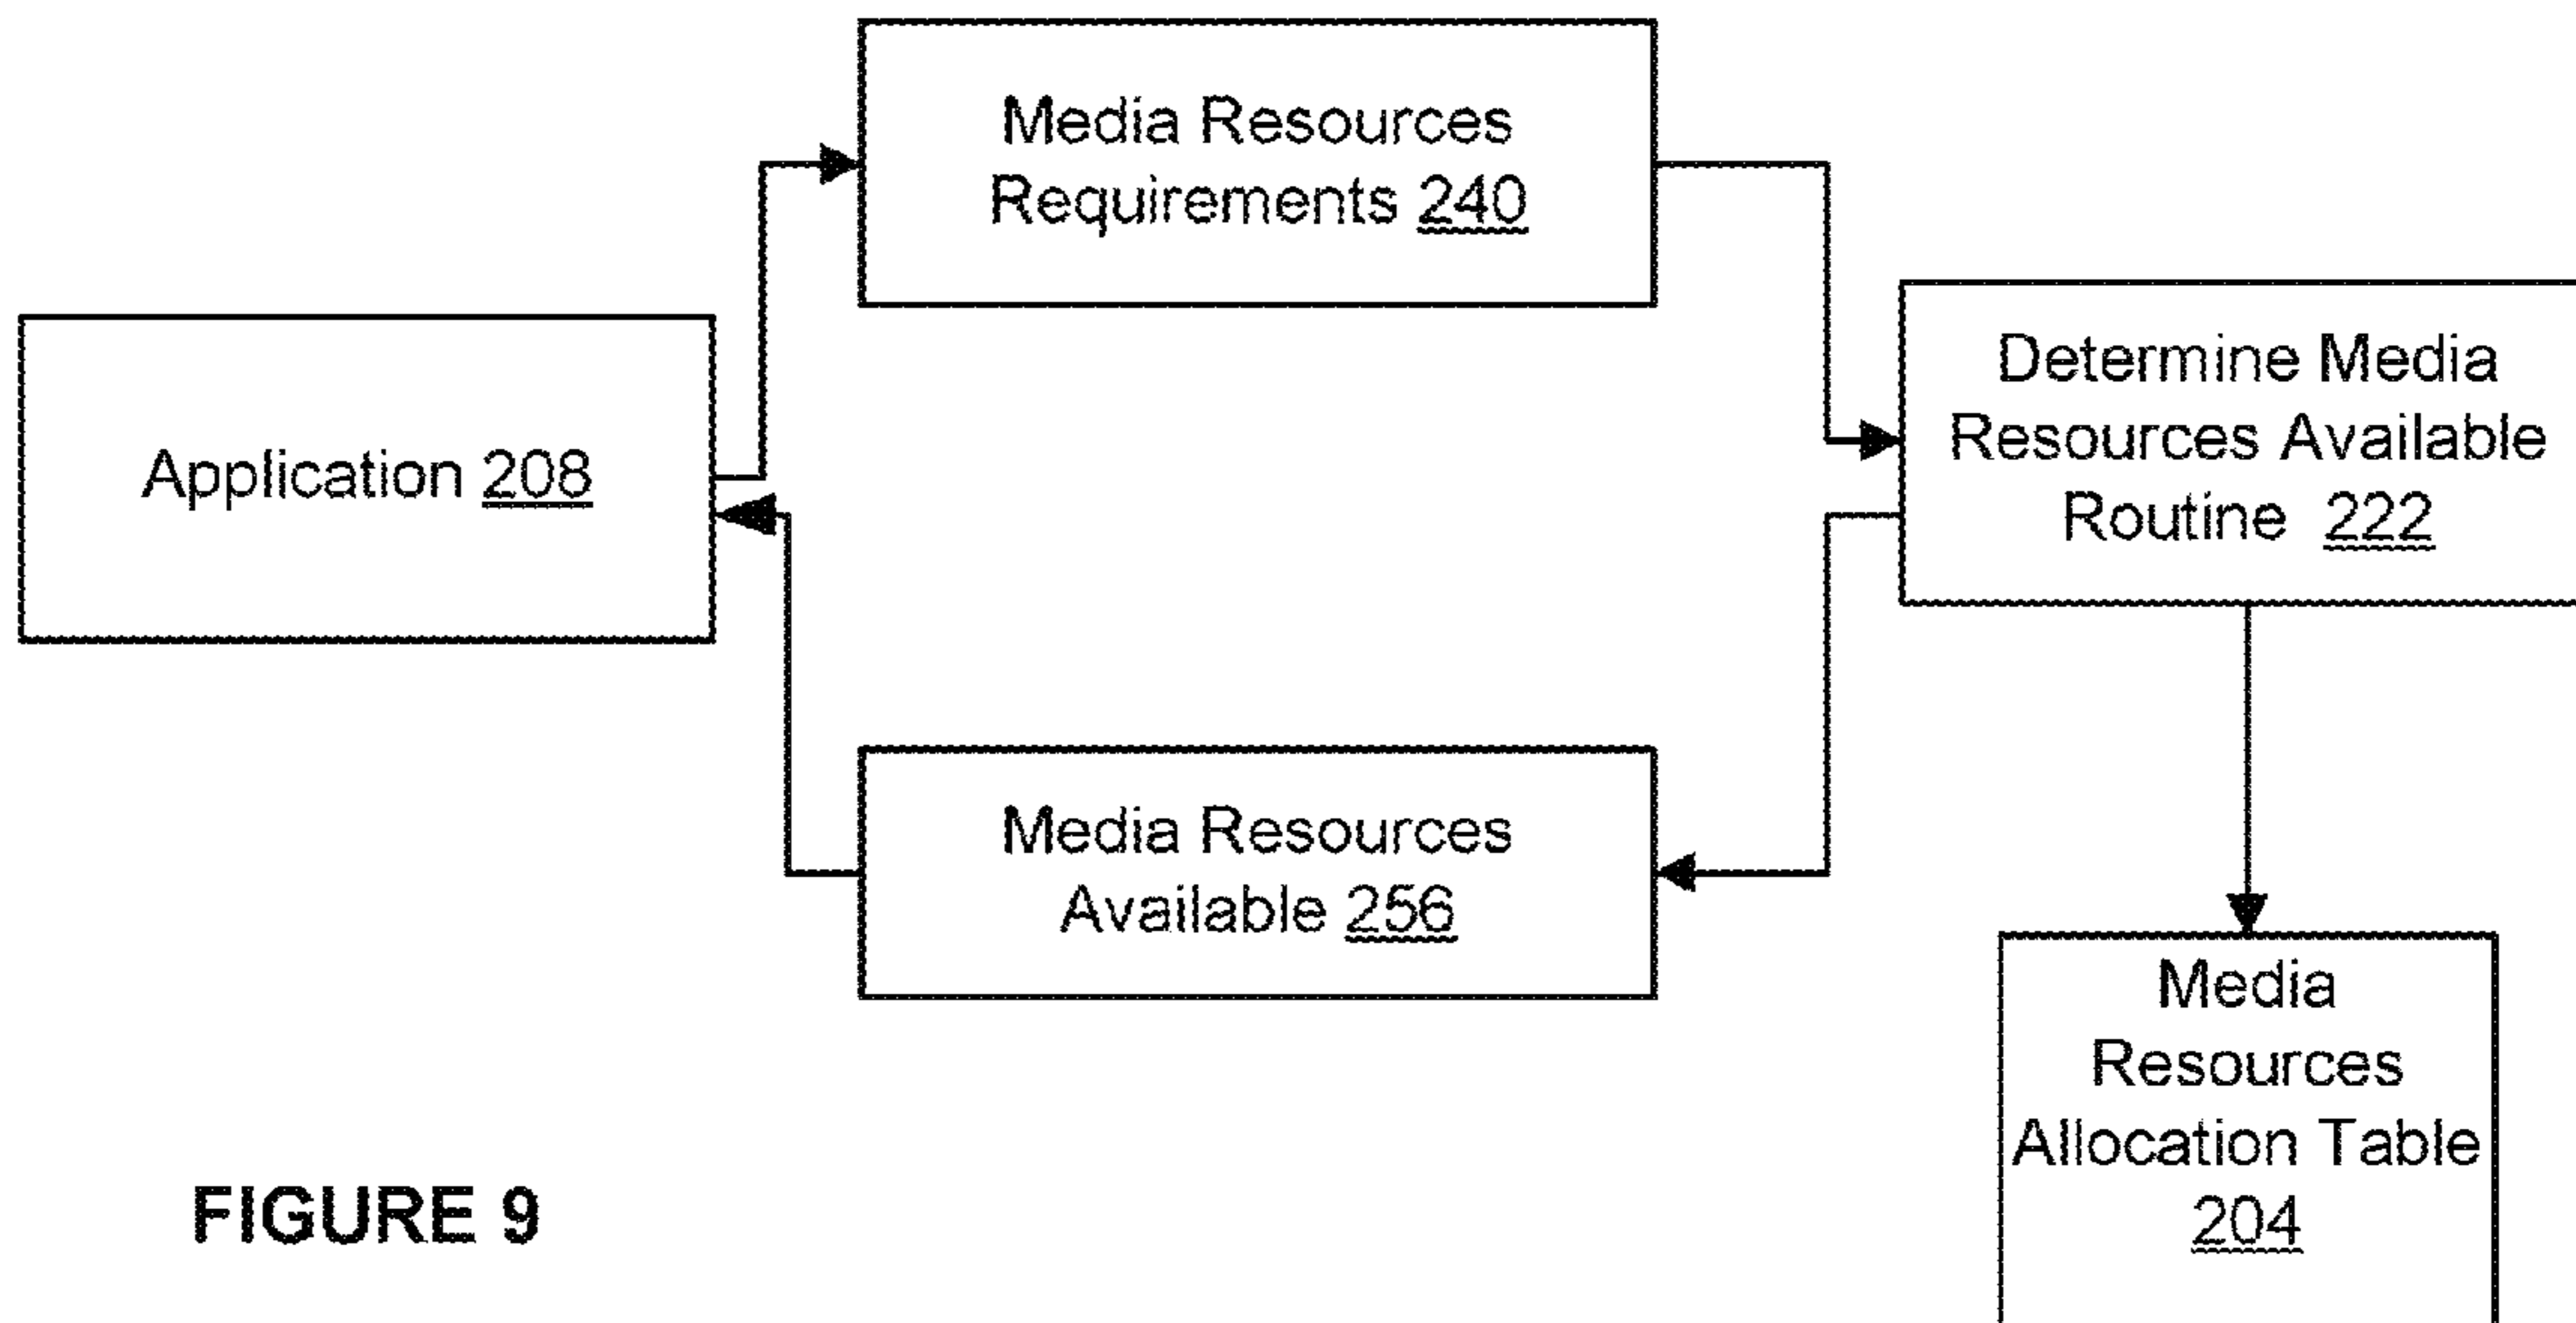 Media Resources
Requirements 240
Application 208
Determine Media
Resources Available
Routine 222
Media Resources
Available 256
Media
Resources
Allocation Table
204
FIGURE 9